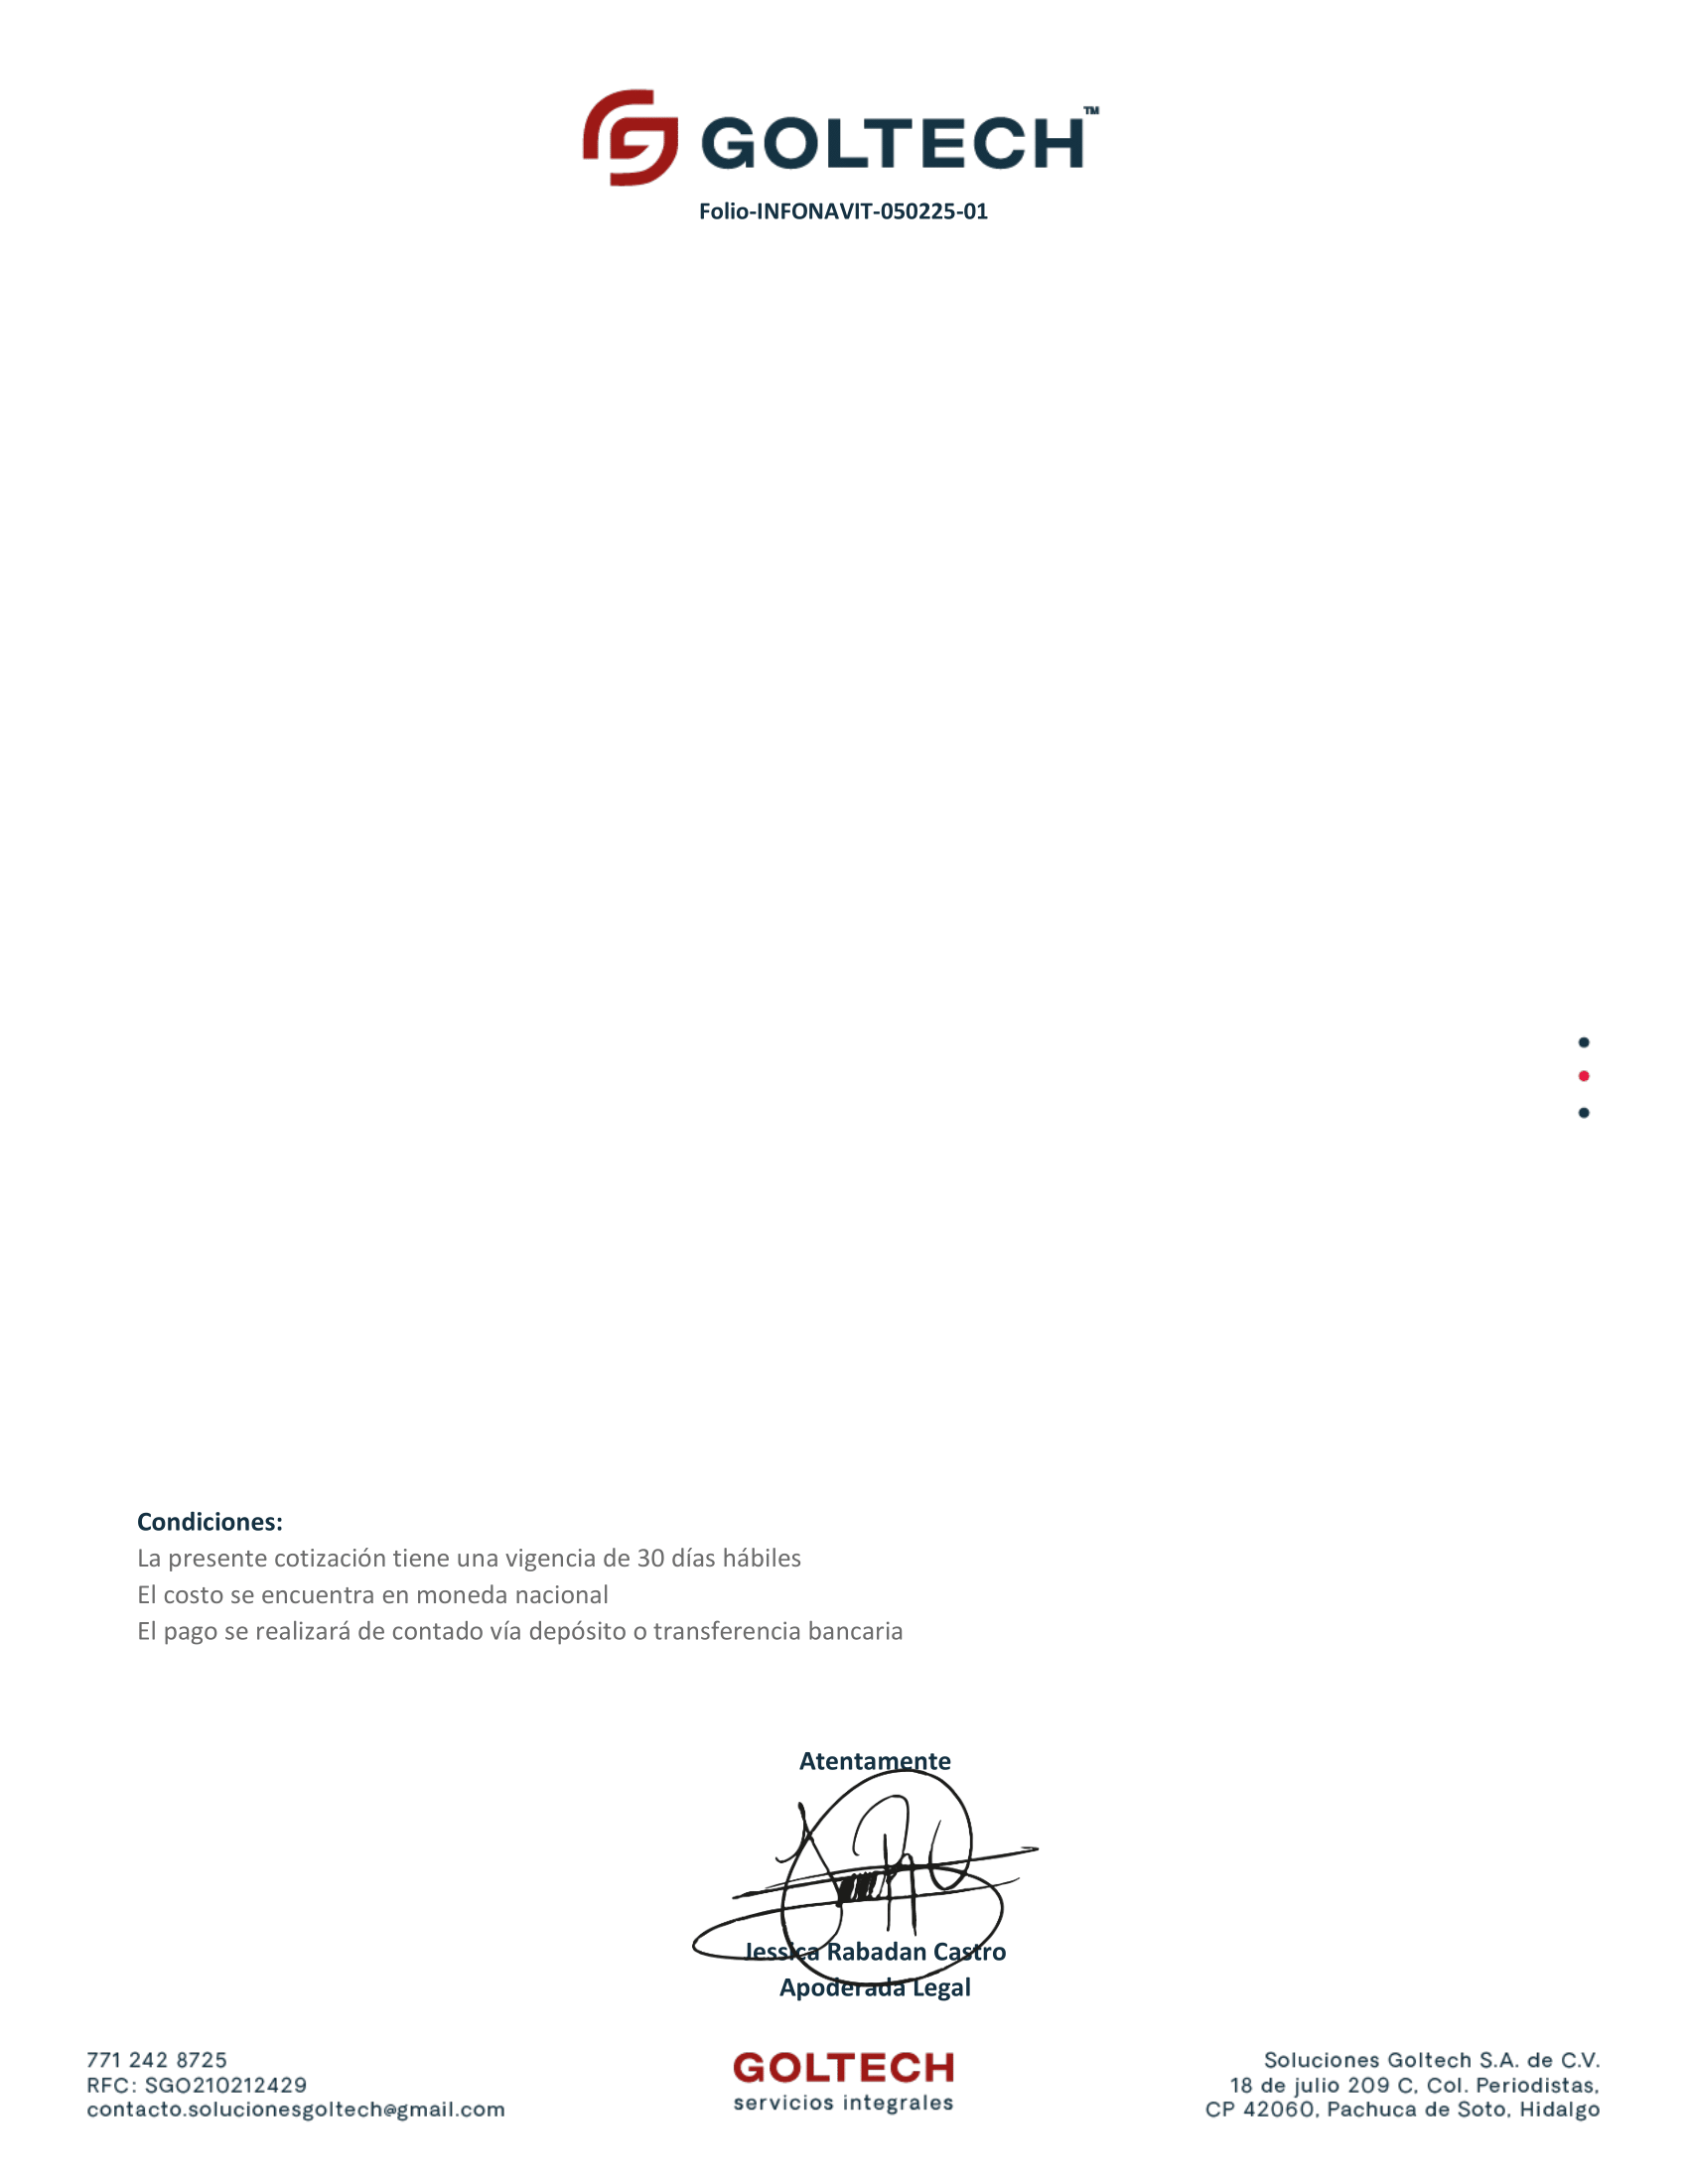 GOLTECH™
Folio-INFONAVIT-050225-01
Condiciones:
La presente cotización tiene una vigencia de 30 días hábiles
El costo se encuentra en moneda nacional
El pago se realizará de contado vía depósito o transferencia bancaria
Atentamente
Jessica Rabadan Castro
Apoderada Legal
771 242 8725
RFC: SGO210212429
contacto.solucionesgoltech@gmail.com
GOLTECH
servicios integrales
Soluciones Goltech S.A. de C.V.
18 de julio 209 C, Col. Periodistas,
CP 42060, Pachuca de Soto, Hidalgo